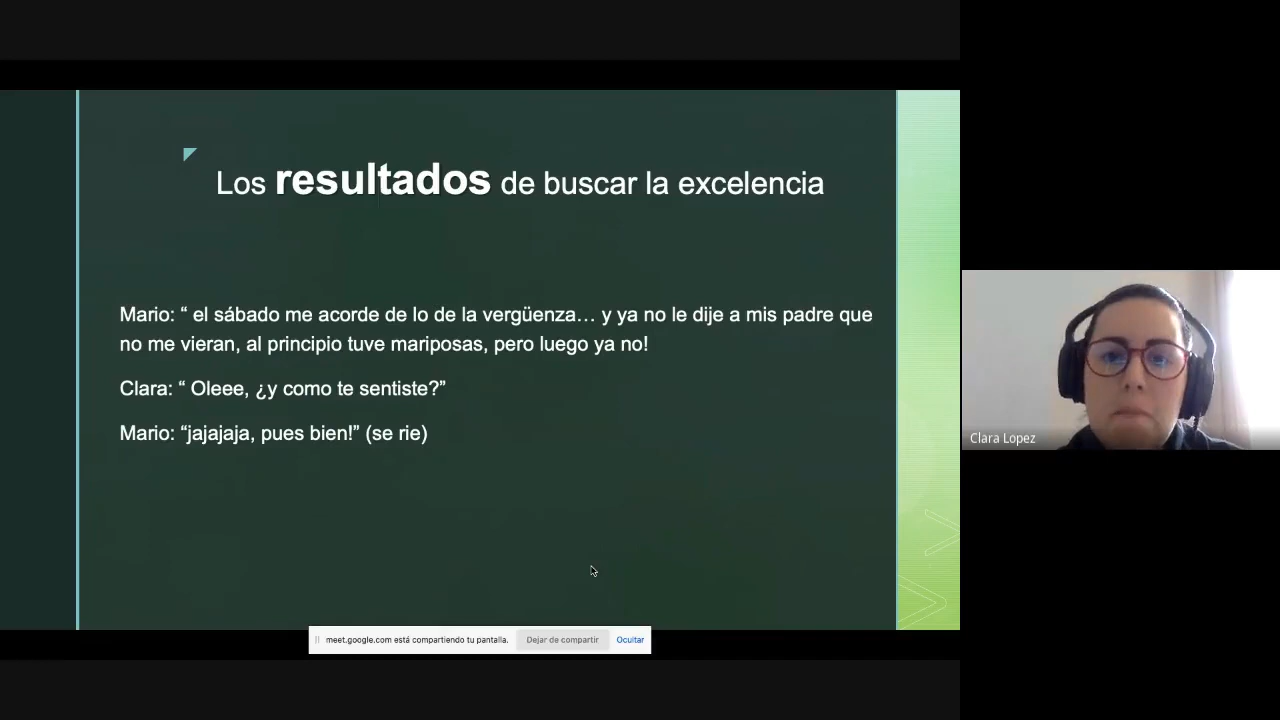 Los resultados de buscar la excelencia
Mario: “ el sábado me acorde de lo de la vergüenza… y ya no le dije a mis padre que
no me vieran, al principio tuve mariposas, pero luego ya no!
Clara: “ Oleee, ¿y como te sentiste?”
Mario: “jajajaja, pues bien!” (se rie)
Clara Lopez
meet.google.com está compartiendo tu pantalla.
Dejar de compartir
Ocultar